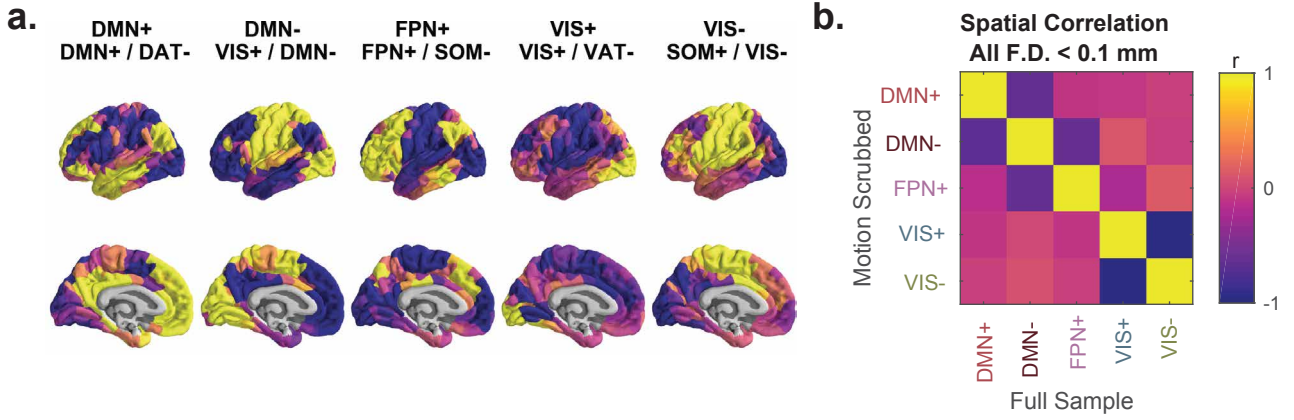 a.
DMN+
DMN+ / DAT-
DMN-
VIS+ / DMN-
FPN+
FPN+ / SOM-
VIS+
VIS+ / VAT-
VIS-
SOM+ / VIS-
b.
Spatial Correlation
All F.D. < 0.1 mm
r
1
0
-1
Motion Scrubbed
DMN+
DMN-
FPN+
VIS+
VIS-
DMN+
DMN-
FPN+
VIS+
VIS-
Full Sample